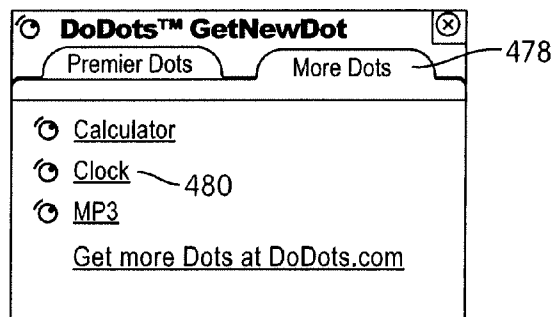 DoDots™ GetNewDot
Premier Dots
More Dots
478
Calculator
Clock
480
MP3
Get more Dots at DoDots.com